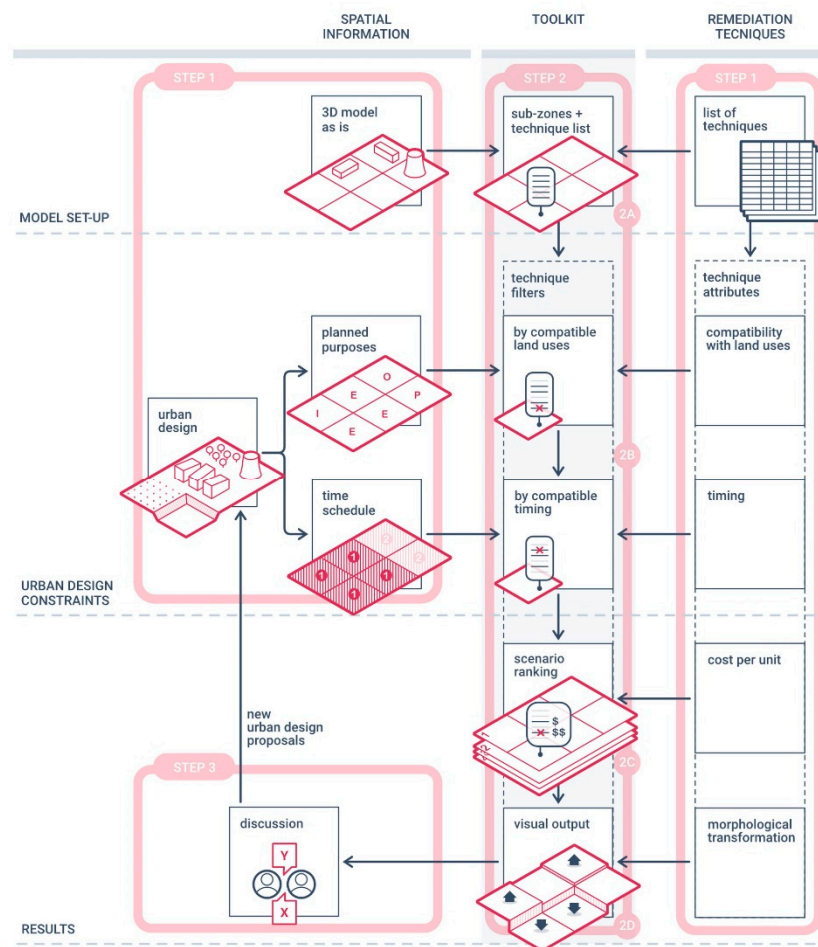 SPATIAL
INFORMATION
TOOLKIT
REMEDIATION
TECNIQUES
STEP 1
STEP 2
STEP 1
3D model
as is
sub-zones +
technique list
list of
techniques
2A
MODEL SET-UP
technique
filters
technique
attributes
planned
purposes
by compatible
land uses
compatibility
with land uses
O
E
P
I
E
E
urban
design
2B
time
schedule
by compatible
timing
timing
2
1
2
1
1
1
URBAN DESIGN
CONSTRAINTS
scenario
ranking
cost per unit
$
$$
1
2
new
urban design
proposals
2C
STEP 3
discussion
visual output
morphological
transformation
Y
X
2D
RESULTS